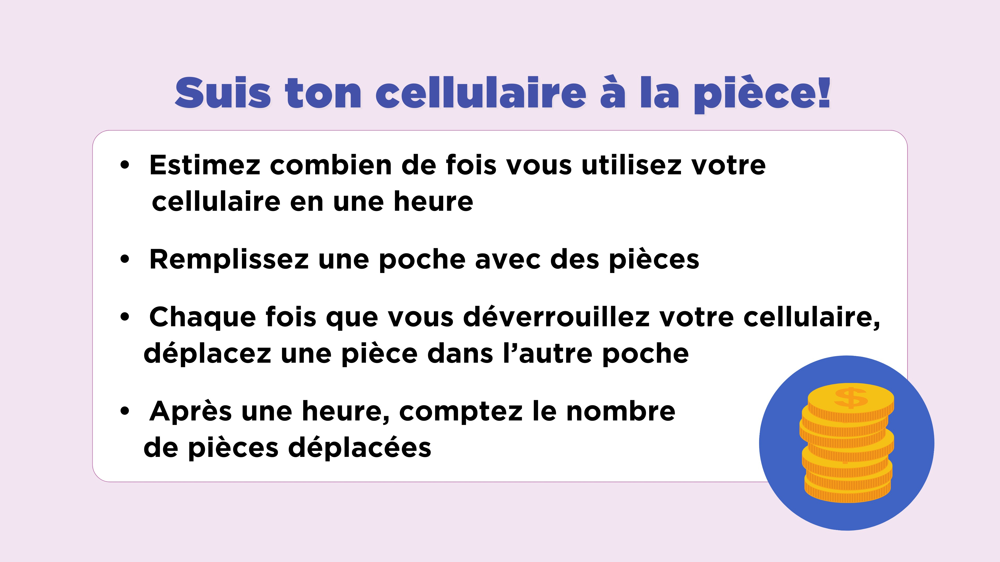 Suis ton cellulaire à la pièce!
• Estimez combien de fois vous utilisez votre
cellulaire en une heure
• Remplissez une poche avec des pièces
• Chaque fois que vous déverrouillez votre cellulaire,
déplacez une pièce dans l’autre poche
• Après une heure, comptez le nombre
de pièces déplacées
$